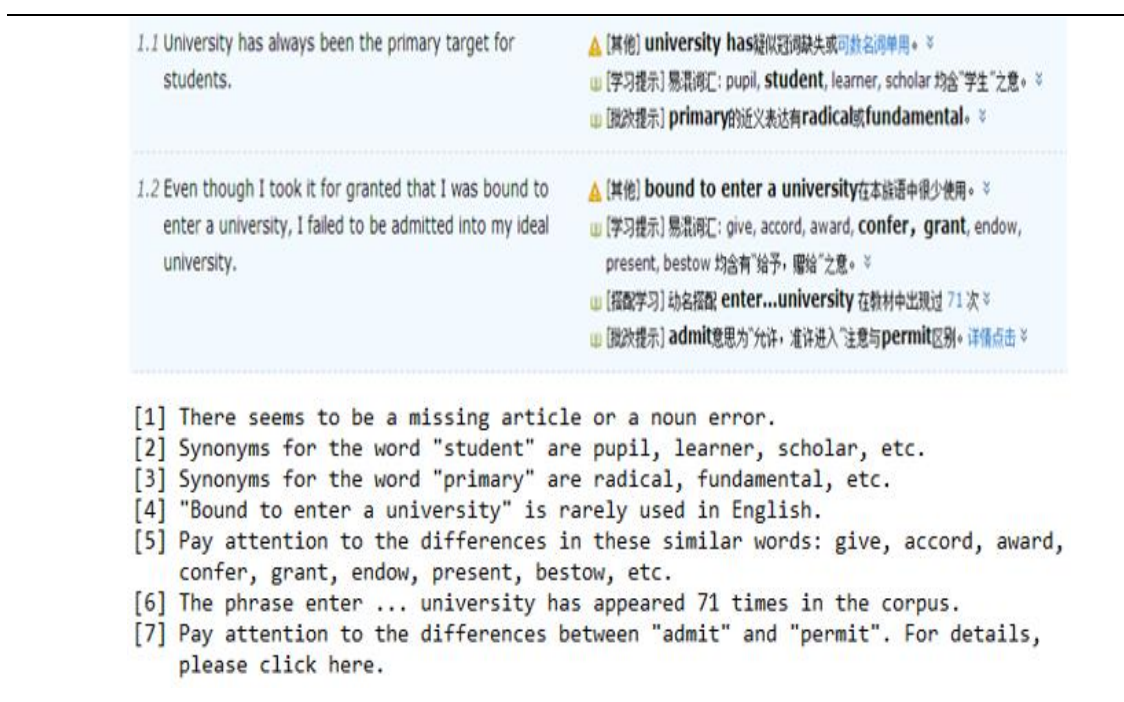 1.1 University has always been the primary target for
students.
[其他] university has疑似冠词缺失或可数名词单用。
[学习提示] 易混词汇: pupil, student, learner, scholar 均含"学生"之意。
[批改提示] primary的近义表达有radical或fundamental。
1.2 Even though I took it for granted that I was bound to
enter a university, I failed to be admitted into my ideal
university.
[其他] bound to enter a university在本族语中很少使用。
[学习提示] 易混词汇: give, accord, award, confer, grant, endow,
present, bestow 均含有"给予，赠给"之意。
[搭配学习] 动名搭配 enter...university 在教材中出现过 71 次
[批改提示] admit意思为"允许，准许进入"注意与permit区别。详情点击
[1] There seems to be a missing article or a noun error.
[2] Synonyms for the word "student" are pupil, learner, scholar, etc.
[3] Synonyms for the word "primary" are radical, fundamental, etc.
[4] "Bound to enter a university" is rarely used in English.
[5] Pay attention to the differences in these similar words: give, accord, award,
confer, grant, endow, present, bestow, etc.
[6] The phrase enter ... university has appeared 71 times in the corpus.
[7] Pay attention to the differences between "admit" and "permit". For details,
please click here.